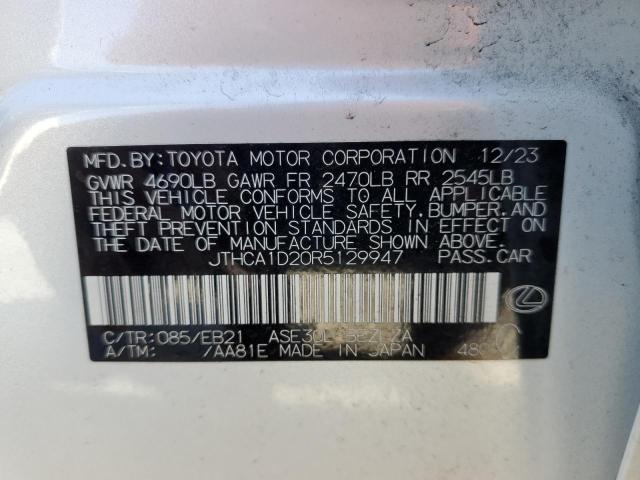 MFD. BY: TOYOTA MOTOR CORPORATION 12/23
GVWR 4690LB GAWR FR 2470LB RR 2545LB
THIS VEHICLE CONFORMS TO ALL APPLICABLE
FEDERAL MOTOR VEHICLE SAFETY, BUMPER, AND
THEFT PREVENTION STANDARDS IN EFFECT ON
THE DATE OF MANUFACTURE SHOWN ABOVE.
JTHCA1D20R5129947 PASS. CAR
C/TR: 085/EB21
A/TM: /AA81E MADE IN JAPAN